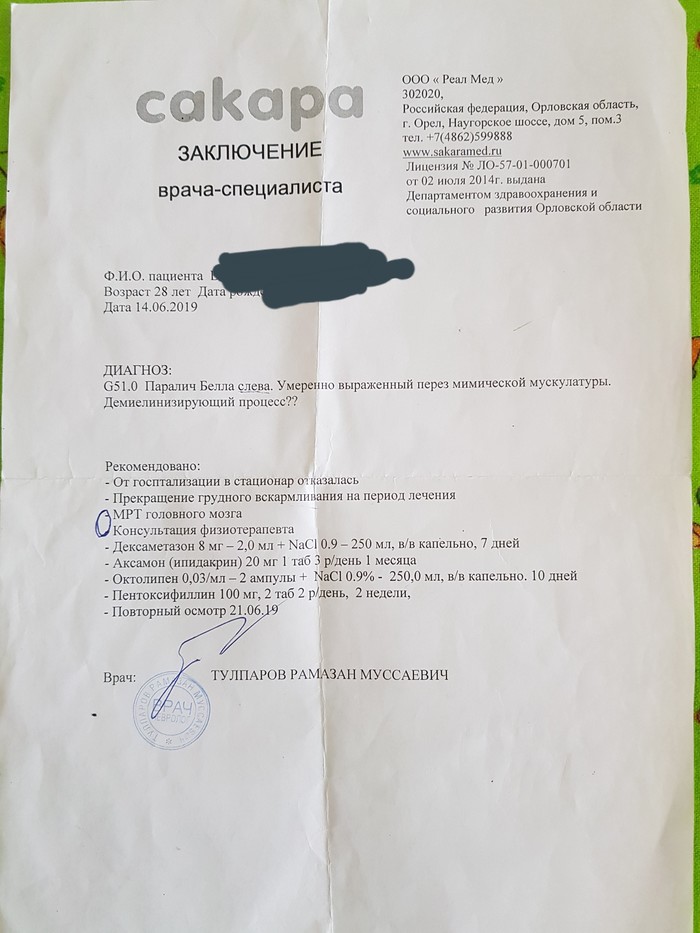 сакара
ЗАКЛЮЧЕНИЕ
врача-специалиста
ООО « Реал Мед »
302020,
Российская федерация, Орловская область,
г. Орел, Наугорское шоссе, дом 5, пом.3
тел. +7(4862)599888
www.sakaramed.ru
Лицензия № ЛО-57-01-000701
от 02 июля 2014г. выдана
Департаментом здравоохранения и
социального развития Орловской области
Ф.И.О. пациента
Возраст 28 лет Дата рожде
Дата 14.06.2019
ДИАГНОЗ:
G51.0 Паралич Белла слева. Умеренно выраженный перез мимической мускулатуры.
Демиелинизирующий процесс??
Рекомендовано:
- От госптализации в стационар отказалась
- Прекращение грудного вскармливания на период лечения
- МРТ головного мозга
- Консультация физиотерапевта
- Дексаметазон 8 мг – 2,0 мл + NaCl 0.9 – 250 мл, в/в капельно, 7 дней
- Аксамон (ипидакрин) 20 мг 1 таб 3 р/день 1 месяца
- Октолипен 0,03/мл – 2 ампулы + NaCl 0.9% - 250,0 мл, в/в капельно. 10 дней
- Пентоксифиллин 100 мг, 2 таб 2 р/день, 2 недели,
- Повторный осмотр 21.06.19
Врач: ТУЛПАРОВ РАМАЗАН МУССАЕВИЧ
ТУЛПАРОВ РАМАЗАН МУССАЕВИЧ
ВРАЧ
НЕВРОЛОГ